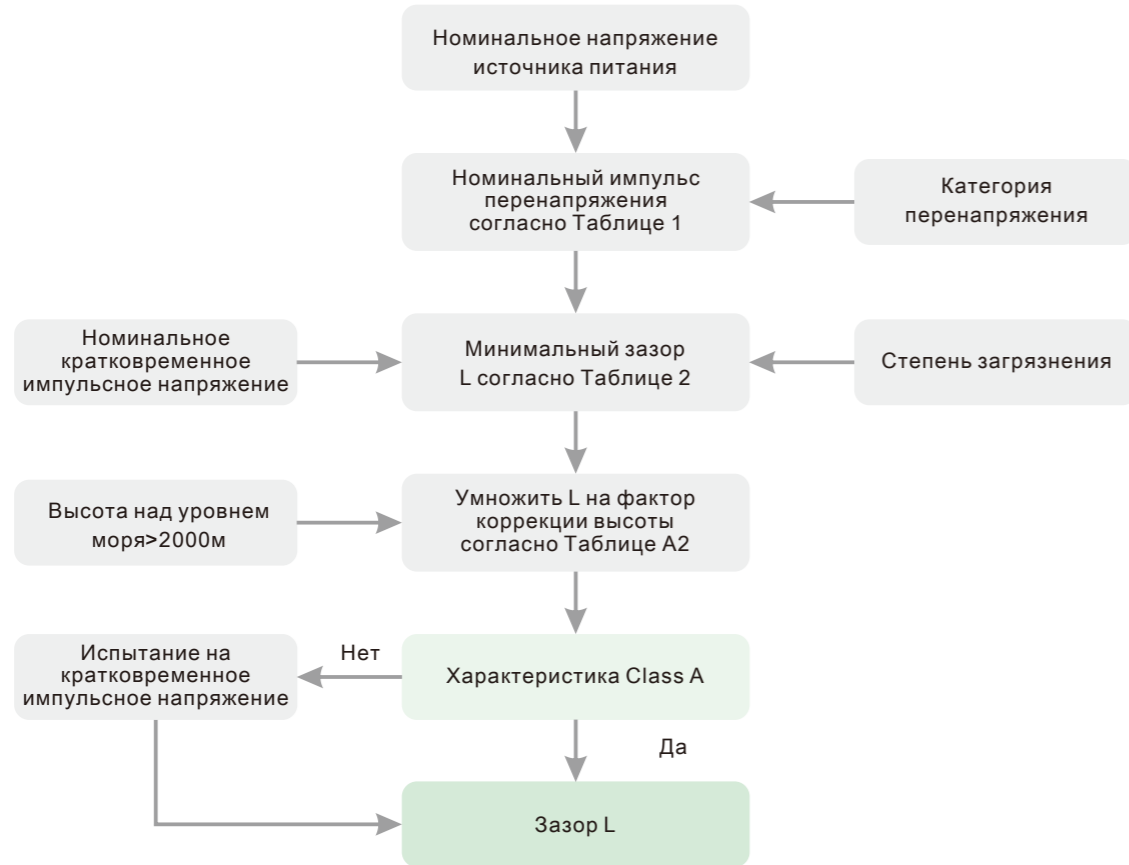 Номинальное напряжение
источника питания
Номинальный импульс
перенапряжения
согласно Таблице 1
Категория
перенапряжения
Номинальное
кратковременное
импульсное напряжение
Минимальный зазор
L согласно Таблице 2
Степень загрязнения
Высота над уровнем
моря>2000м
Умножить L на фактор
коррекции высоты
согласно Таблице A2
Испытание на
кратковременное
импульсное напряжение
Нет
Характеристика Class A
Да
Зазор L